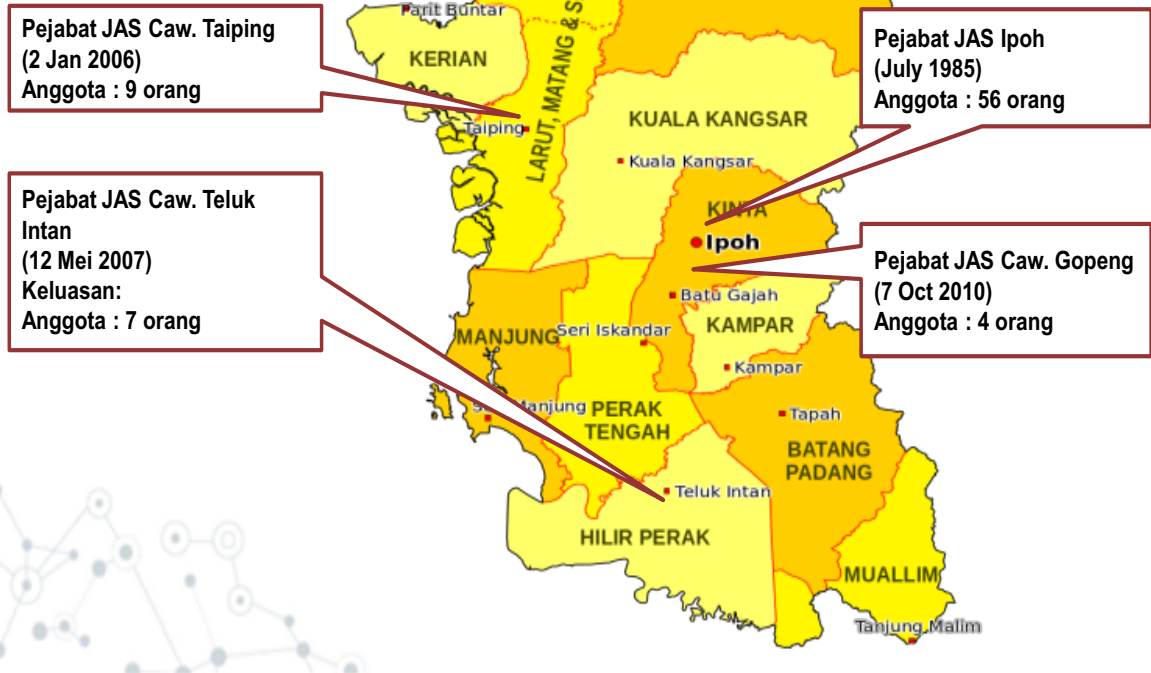 Pejabat JAS Caw. Taiping
(2 Jan 2006)
Anggota : 9 orang
Pejabat JAS Ipoh
(July 1985)
Anggota : 56 orang
Pejabat JAS Caw. Teluk
Intan
(12 Mei 2007)
Keluasan:
Anggota : 7 orang
Pejabat JAS Caw. Gopeng
(7 Oct 2010)
Anggota : 4 orang
Parit Buntar
KERIAN
LARUT, MATANG & S
Taiping
KUALA KANGSAR
Kuala Kangsar
KINTA
Ipoh
Batu Gajah
KAMPAR
Kampar
MANJUNG
Seri Iskandar
Manjung
PERAK
TENGAH
Tapah
BATANG
PADANG
Teluk Intan
HILIR PERAK
MUALLIM
Tanjung Malim